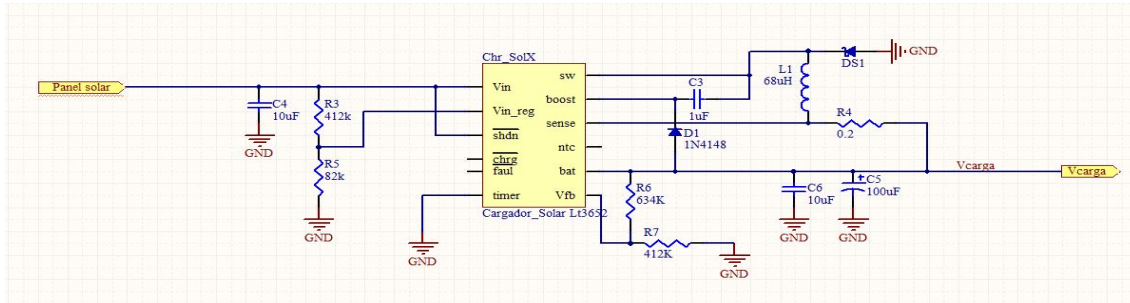 Chr_SolX
Panel solar
C4
10uF
GND
R3
412k
R5
82k
GND
GND
Vin
Vin_reg
shdn
chrg
faul
timer
sw
boost
sense
ntc
bat
Vfb
Cargador_Solar Lt3652
C3
1uF
D1
1N4148
L1
68uH
DS1
GND
R4
0.2
R6
634K
R7
412K
GND
C6
10uF
GND
C5
100uF
GND
Vcarga
Vcarga